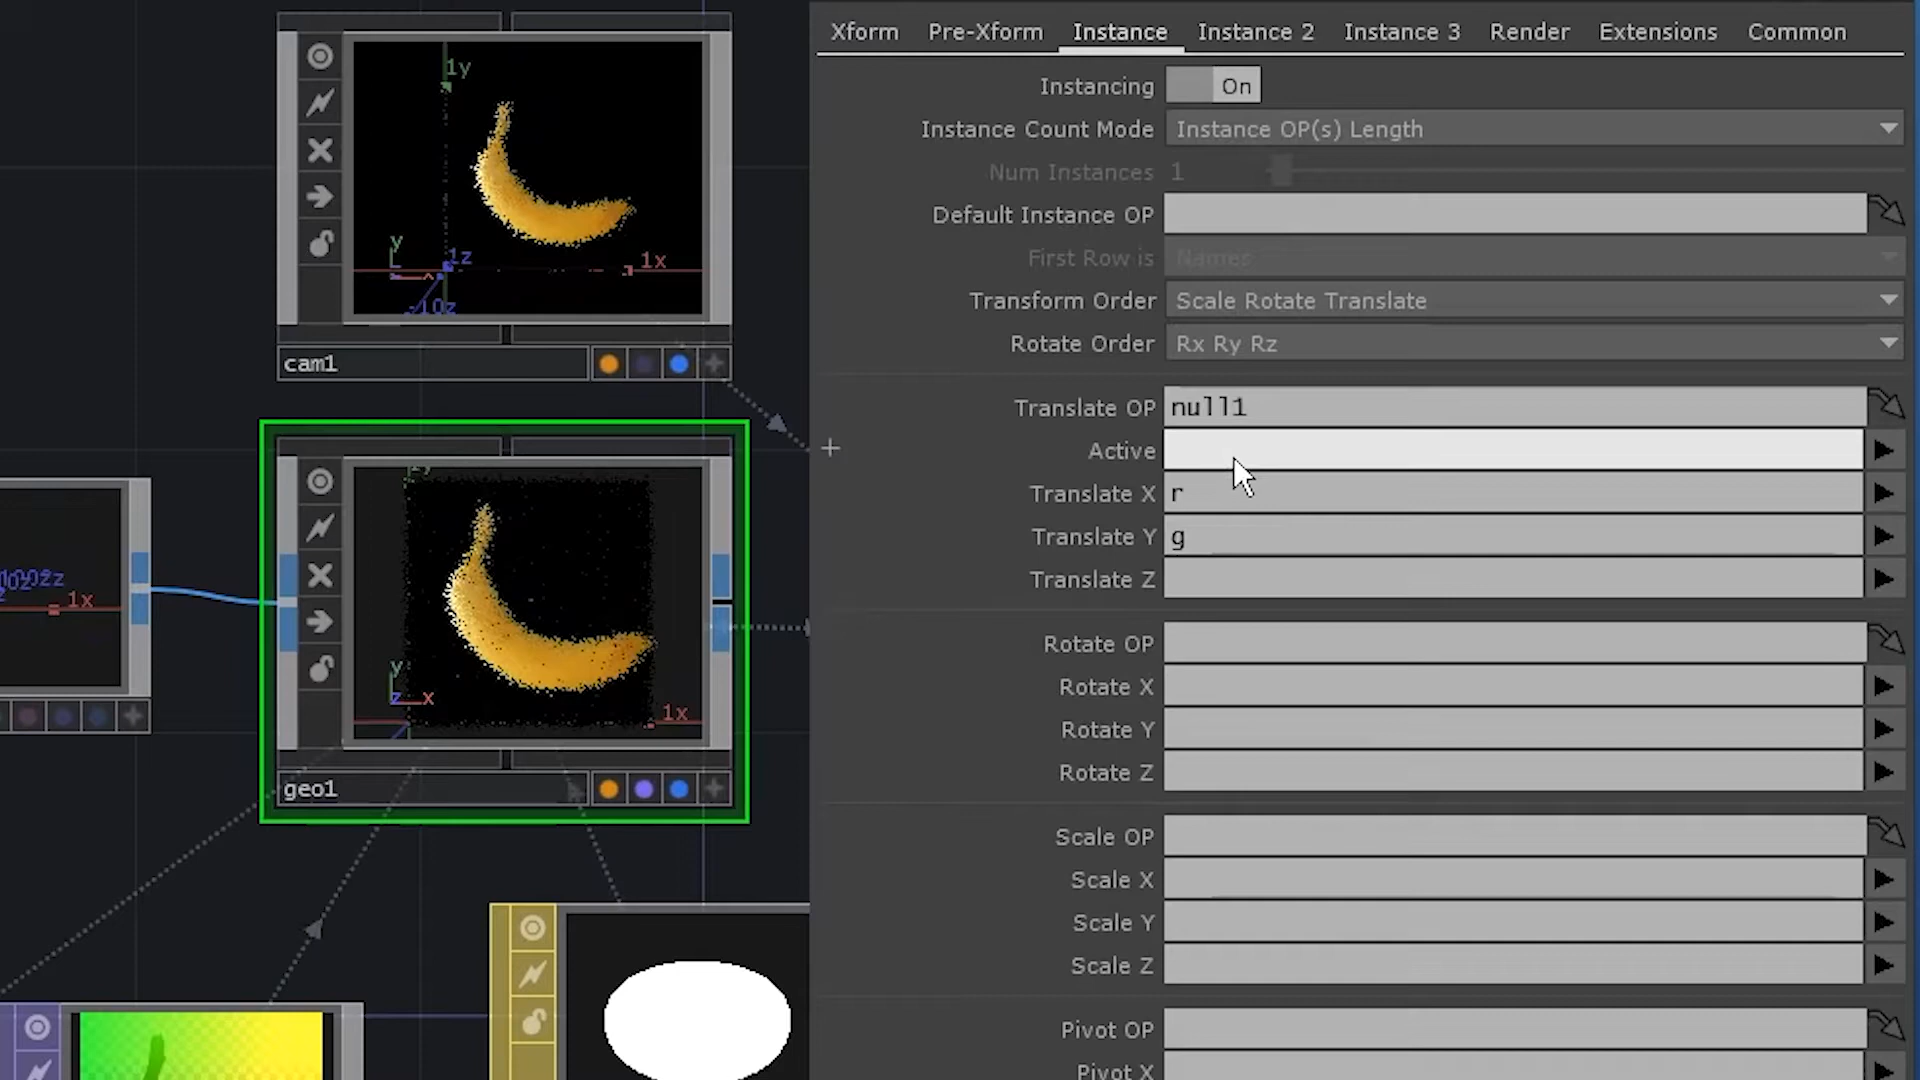 Xform Pre-Xform Instance Instance 2 Instance 3 Render Extensions Common
Instancing On
Instance Count Mode Instance OP(s) Length
Num Instances 1
Default Instance OP
First Row is Names
Transform Order Scale Rotate Translate
Rotate Order Rx Ry Rz
Translate OP null1
Active
Translate X r
Translate Y g
Translate Z
Rotate OP
Rotate X
Rotate Y
Rotate Z
Scale OP
Scale X
Scale Y
Scale Z
Pivot OP
Pivot X
1y
y
1z
1x
-10z
cam1
1x
y
z x
1x
geo1